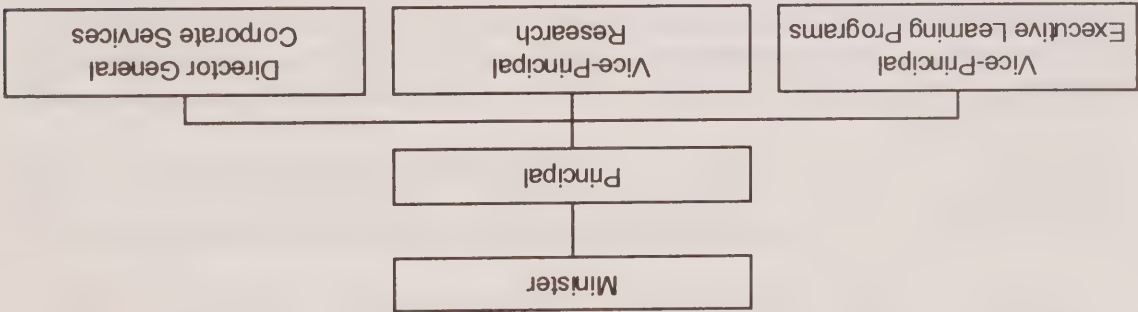 Minister
Principal
Vice-Principal
Executive Learning Programs
Vice-Principal
Research
Director General
Corporate Services